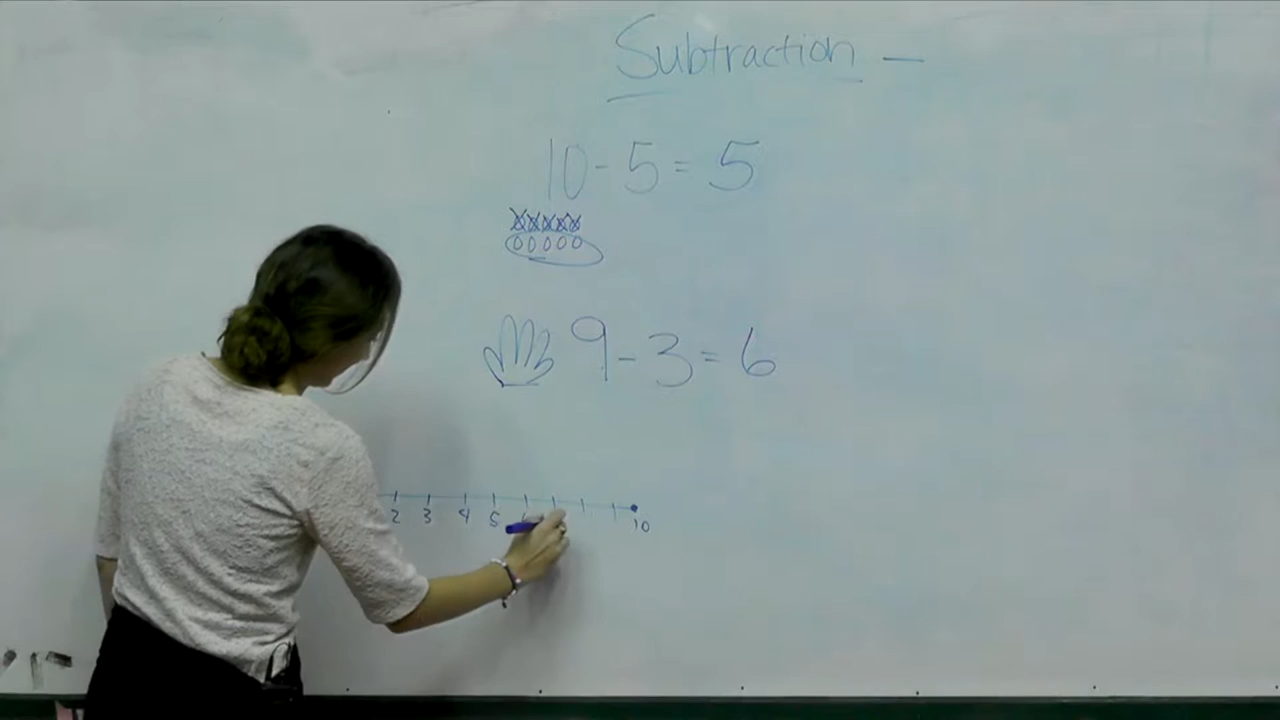 Subtraction —
10 - 5 = 5
9 - 3 = 6
2 3 4 5 10